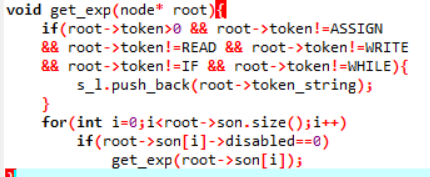 void get_exp(node* root){
if(root->token>0 && root->token!=ASSIGN
&& root->token!=READ && root->token!=WRITE
&& root->token!=IF && root->token!=WHILE){
s_l.push_back(root->token_string);
}
for(int i=0;i<root->son.size();i++)
if(root->son[i]->disabled==0)
get_exp(root->son[i]);
}